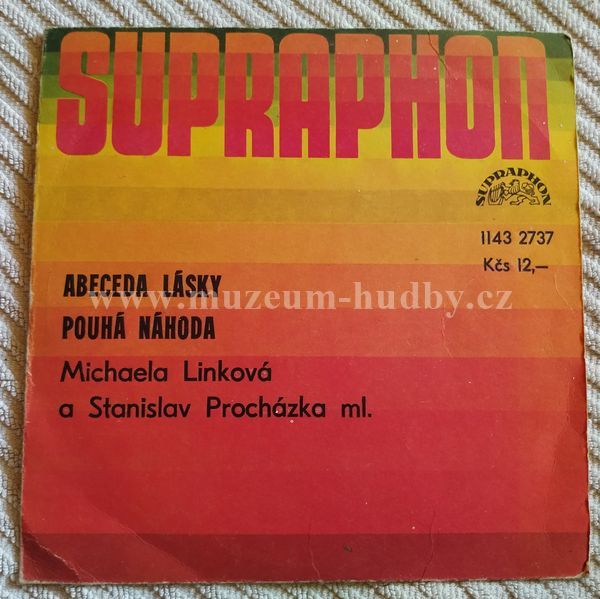 SUPRAPHON
SUPRAPHON
1143 2737
Kčs 12,—
ABECEDA LÁSKY
www.muzeum-hudby.cz
POUHÁ NÁHODA
Michaela Linková
a Stanislav Procházka ml.